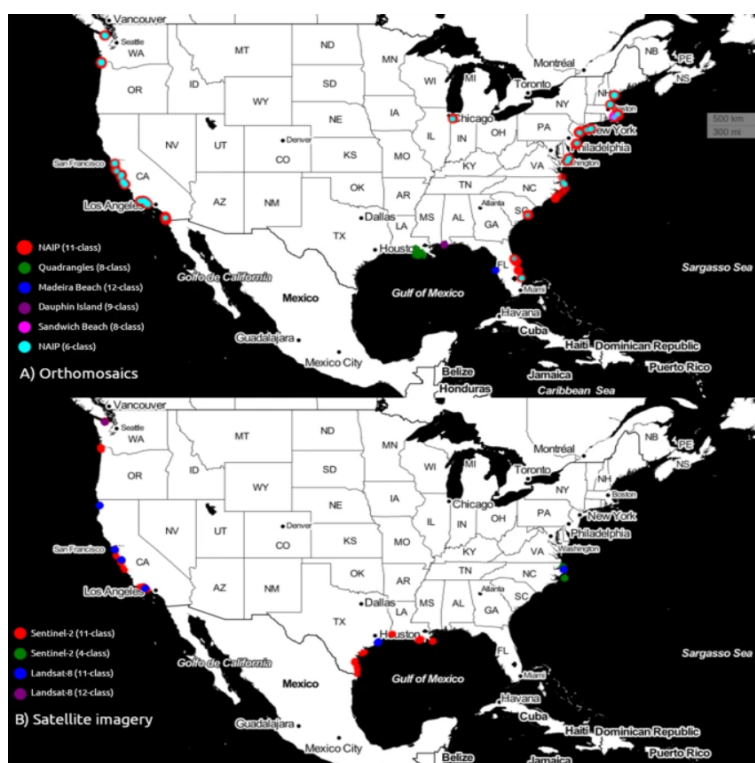 Vancouver
Seattle
WA
MT
ND
MN
NB
PE
NS
Montréal
OR
ID
SD
WI
MI
Toronto
NH
WY
IA
Chicago
NY
500 km
300 mi
NE
New York
NV
UT
Denver
CO
IL
IN
OH
PA
Philadelphia
San Francisco
CA
KS
MO
KY
VA
Washington
Los Angeles
AZ
NM
OK
AR
TN
NC
Dallas
MS
AL
Atlanta
GA
SC
TX
LA
Houston
NAIP (11-class)
Quadrangles (8-class)
Madeira Beach (12-class)
Dauphin Island (9-class)
Sandwich Beach (8-class)
NAIP (6-class)
A) Orthomosaics
Golfo de California
Mexico
Gulf of Mexico
FL
Miami
Sargasso Sea
Havana
Cuba
Guadalajara
Mexico City
Haiti
Dominican Republic
Belize
Jamaica
Puerto Rico
Honduras
Caribbean Sea
Vancouver
Seattle
WA
MT
ND
MN
NB
PE
NS
Montréal
OR
ID
SD
WI
MI
Toronto
NH
Boston
WY
IA
Chicago
NY
NE
New York
NV
UT
Denver
CO
IL
IN
OH
PA
Philadelphia
San Francisco
CA
KS
MO
KY
VA
Washington
Los Angeles
AZ
NM
OK
AR
TN
NC
Dallas
MS
AL
Atlanta
GA
SC
TX
LA
Houston
Sentinel-2 (11-class)
Sentinel-2 (4-class)
Landsat-8 (11-class)
Landsat-8 (12-class)
B) Satellite imagery
Golfo de California
Mexico
Gulf of Mexico
FL
Miami
Sargasso Sea
Havana
Cuba
Guadalajara
Mexico City
Haiti
Dominican Republic
Belize
Jamaica
Puerto Rico